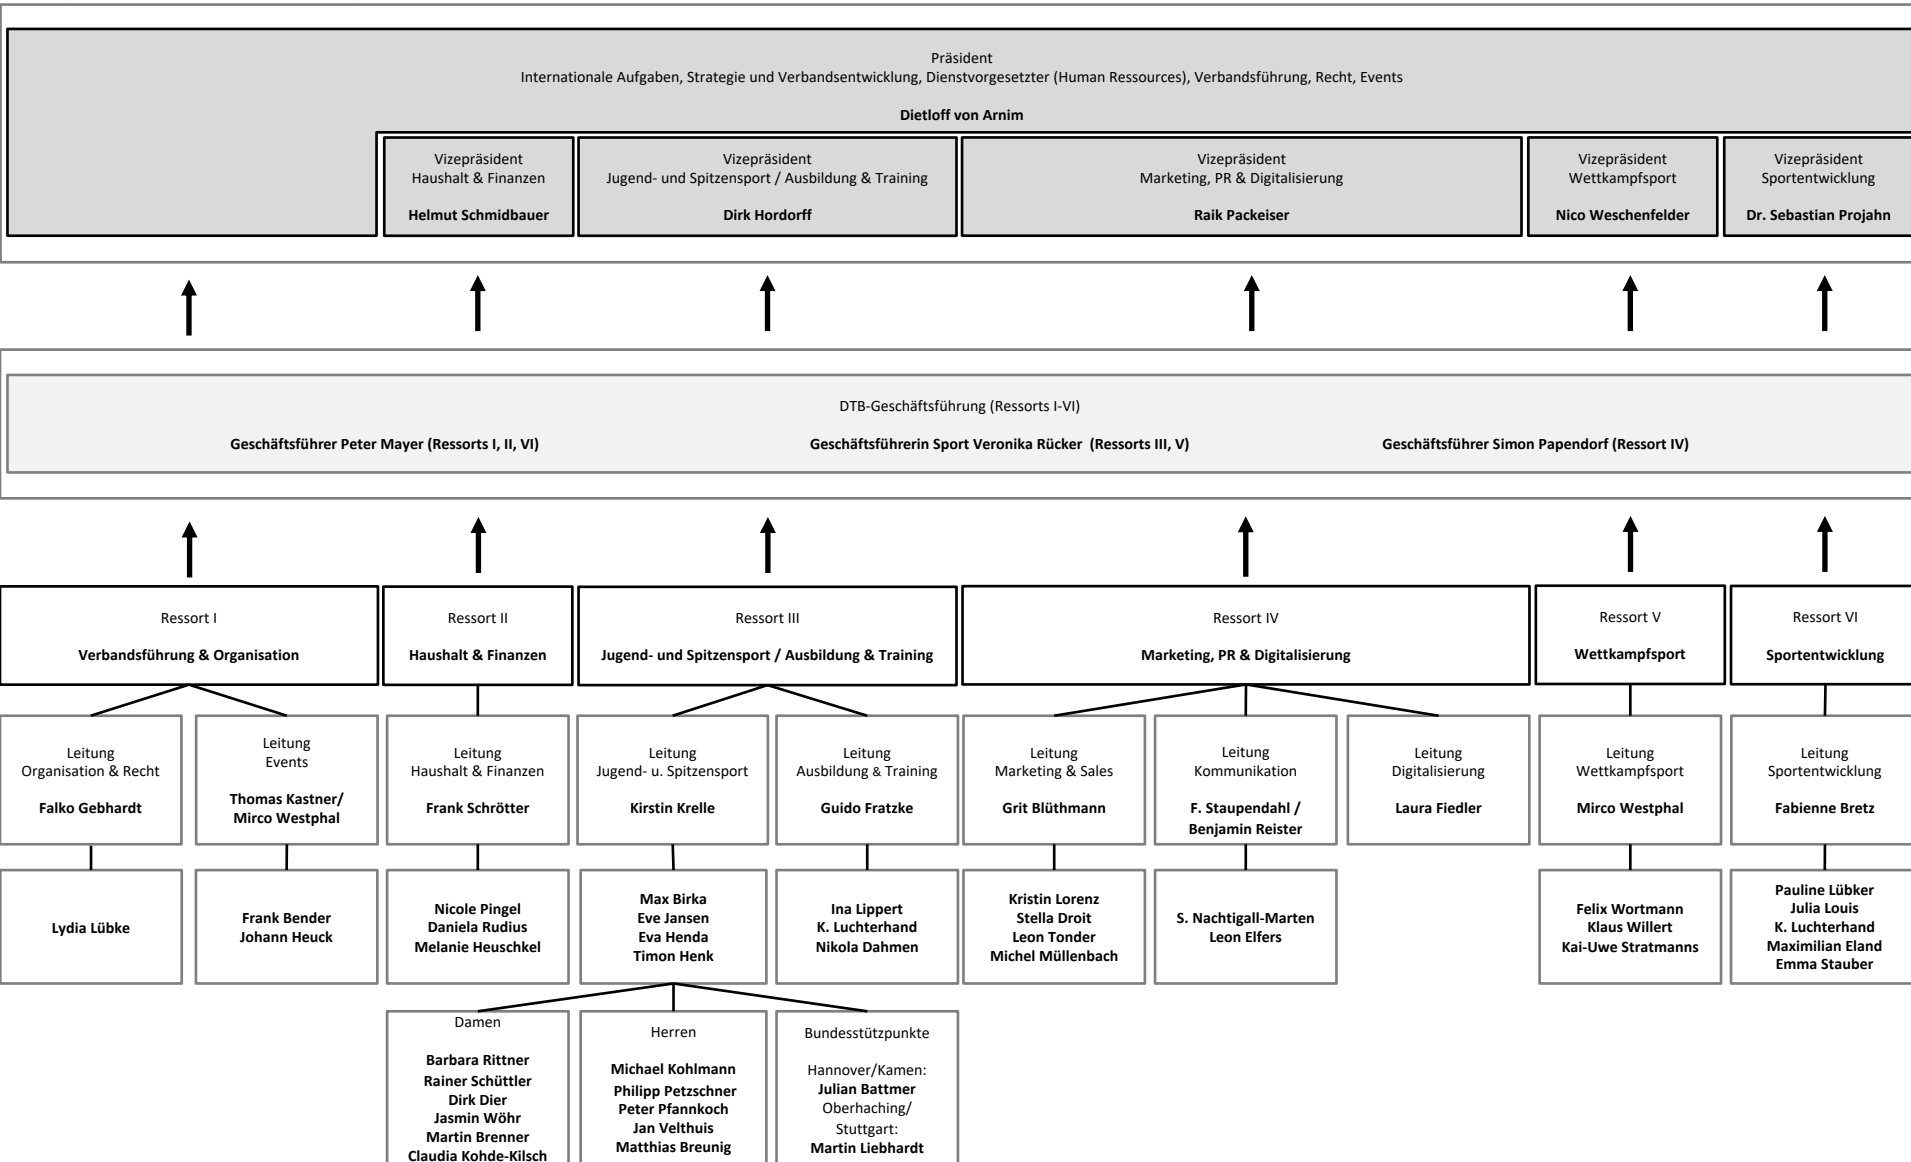 Präsident
Internationale Aufgaben, Strategie und Verbandsentwicklung, Dienstvorgesetzter (Human Ressources), Verbandsführung, Recht, Events
Dietloff von Arnim
Vizepräsident
Haushalt & Finanzen
Helmut Schmidbauer
Vizepräsident
Jugend- und Spitzensport / Ausbildung & Training
Dirk Hordorff
Vizepräsident
Marketing, PR & Digitalisierung
Raik Packeiser
Vizepräsident
Wettkampfsport
Nico Weschenfelder
Vizepräsident
Sportentwicklung
Dr. Sebastian Projahn
DTB-Geschäftsführung (Ressorts I-VI)
Geschäftsführer Peter Mayer (Ressorts I, II, VI)
Geschäftsführerin Sport Veronika Rücker (Ressorts III, V)
Geschäftsführer Simon Papendorf (Ressort IV)
Ressort I
Verbandsführung & Organisation
Ressort II
Haushalt & Finanzen
Ressort III
Jugend- und Spitzensport / Ausbildung & Training
Ressort IV
Marketing, PR & Digitalisierung
Ressort V
Wettkampfsport
Ressort VI
Sportentwicklung
Leitung
Organisation & Recht
Falko Gebhardt
Leitung
Events
Thomas Kastner/
Mirco Westphal
Leitung
Haushalt & Finanzen
Frank Schrötter
Leitung
Jugend- u. Spitzensport
Kirstin Krelle
Leitung
Ausbildung & Training
Guido Fratzke
Leitung
Marketing & Sales
Grit Blüthmann
Leitung
Kommunikation
F. Staupendahl /
Benjamin Reister
Leitung
Digitalisierung
Laura Fiedler
Leitung
Wettkampfsport
Mirco Westphal
Leitung
Sportentwicklung
Fabienne Bretz
Lydia Lübke
Frank Bender
Johann Heuck
Nicole Pingel
Daniela Rudius
Melanie Heuschkel
Max Birka
Eve Jansen
Eva Henda
Timon Henk
Ina Lippert
K. Luchterhand
Nikola Dahmen
Kristin Lorenz
Stella Droit
Leon Tonder
Michel Müllenbach
S. Nachtigall-Marten
Leon Elfers
Felix Wortmann
Klaus Willert
Kai-Uwe Stratmanns
Pauline Lübker
Julia Louis
K. Luchterhand
Maximilian Eland
Emma Stauber
Damen
Barbara Rittner
Rainer Schüttler
Dirk Dier
Jasmin Wöhr
Martin Brenner
Claudia Kohde-Kilsch
Herren
Michael Kohlmann
Philipp Petzschner
Peter Pfannkoch
Jan Velthuis
Matthias Breunig
Bundesstützpunkte
Hannover/Kamen:
Julian Battmer
Oberhaching/
Stuttgart:
Martin Liebhardt